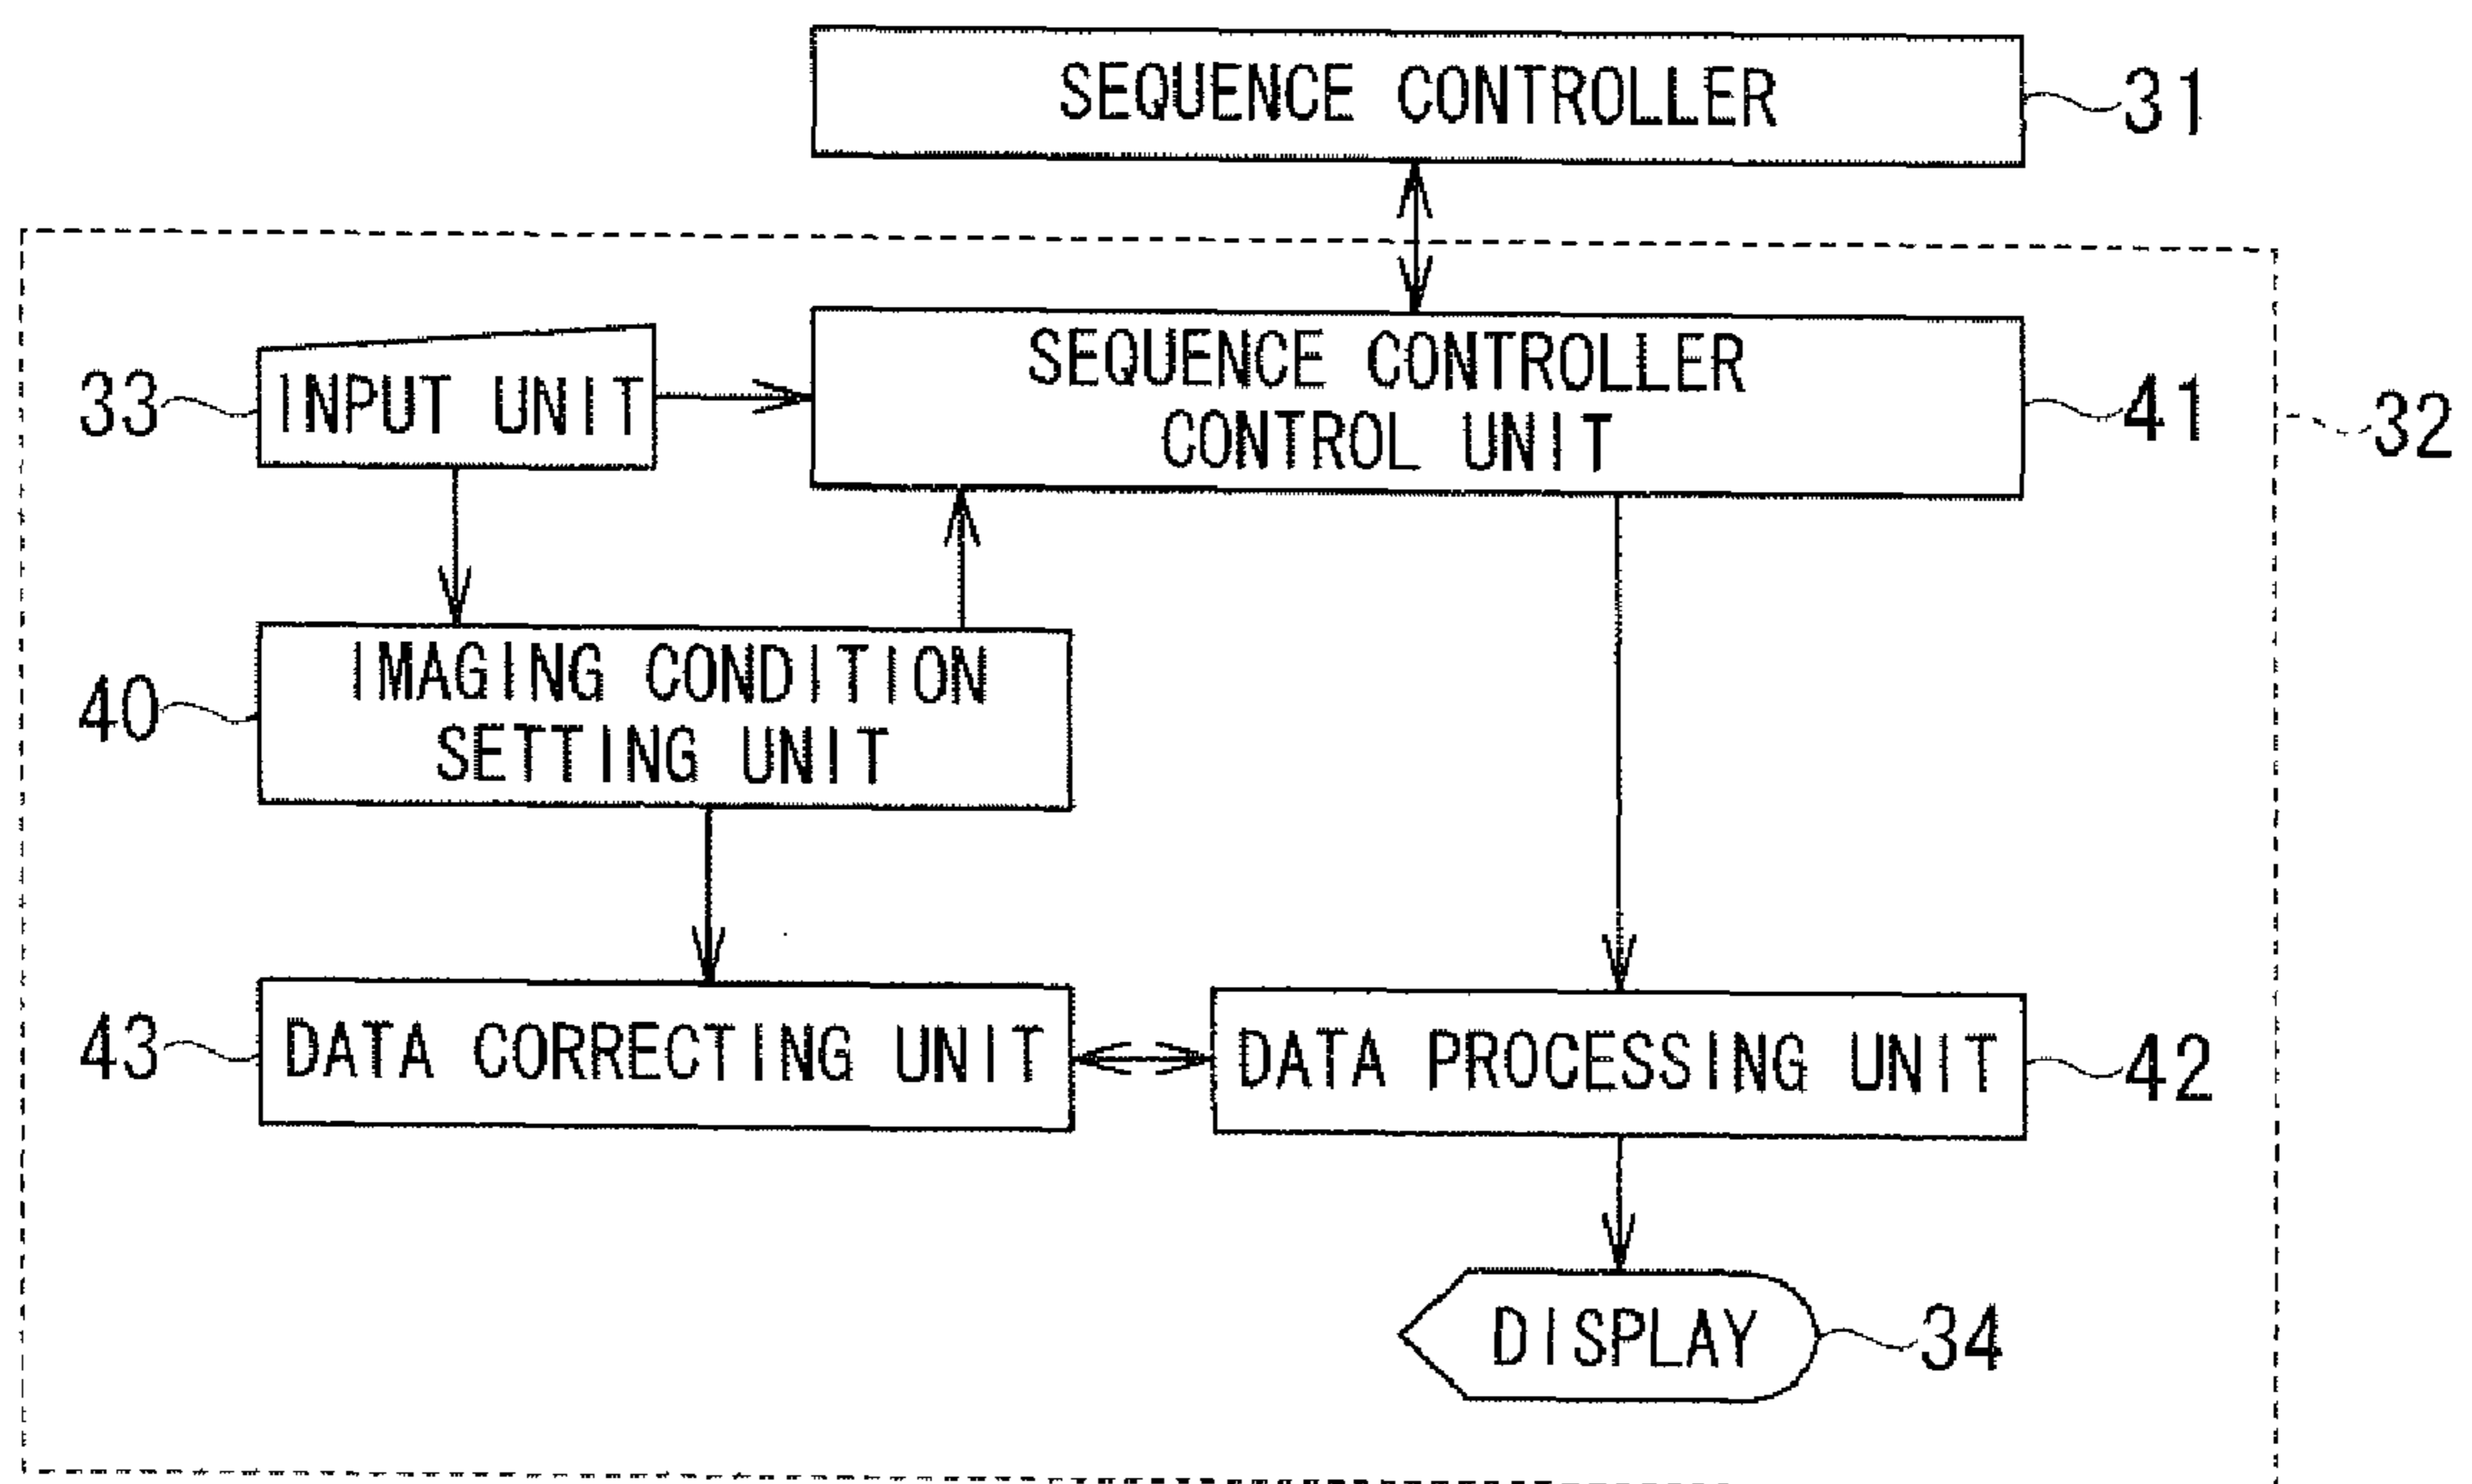 SEQUENCE CONTROLLER
31
33
INPUT UNIT
SEQUENCE CONTROLLER
CONTROL UNIT
41
32
40
IMAGING CONDITION
SETTING UNIT
43
DATA CORRECTING UNIT
DATA PROCESSING UNIT
42
DISPLAY
34